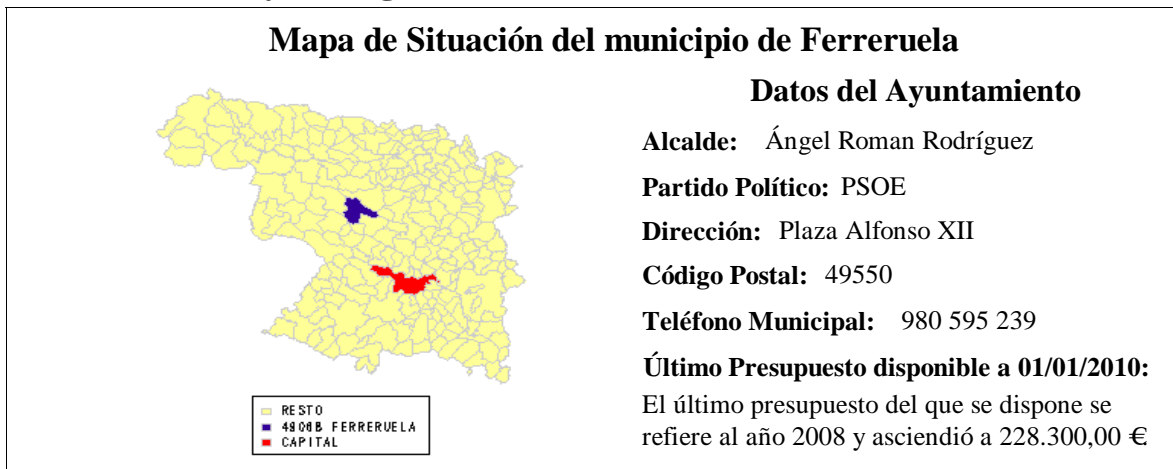 Mapa de Situación del municipio de Ferreruela
Datos del Ayuntamiento
Alcalde: Ángel Roman Rodríguez
Partido Político: PSOE
Dirección: Plaza Alfonso XII
Código Postal: 49550
Teléfono Municipal: 980 595 239
Último Presupuesto disponible a 01/01/2010:
El último presupuesto del que se dispone se
refiere al año 2008 y asciendió a 228.300,00 €
RESTO
FERRERUELA
CAPITAL